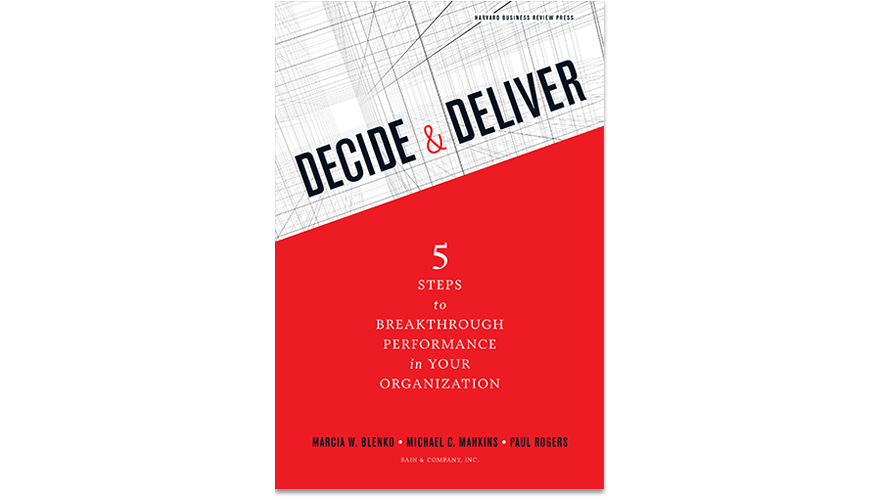 HARVARD BUSINESS REVIEW PRESS
DECIDE & DELIVER
5
STEPS
to
BREAKTHROUGH
PERFORMANCE
in YOUR
ORGANIZATION
MARCIA W. BLENKO • MICHAEL C. MANKINS • PAUL ROGERS
BAIN & COMPANY, INC.